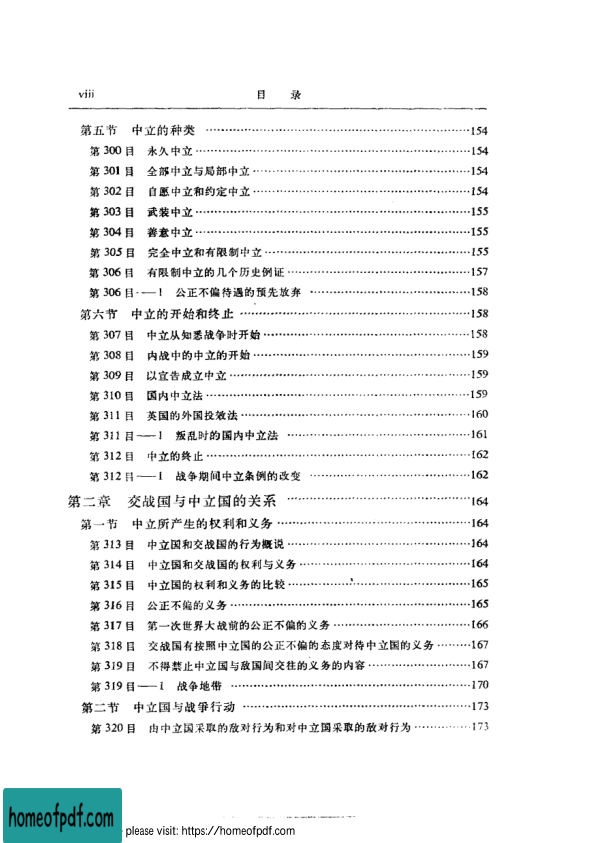 viii 目 录
第五节 中立的种类 ……154
第300目 永久中立……154
第301目 全部中立与局部中立……154
第302目 自愿中立和约定中立……154
第303目 武装中立……155
第304目 善意中立……155
第305目 完全中立和有限制中立……155
第306目 有限制中立的几个历史例证……157
第306目——1 公正不偏待遇的预先放弃 ……158
第六节 中立的开始和终止 ……158
第307目 中立从知悉战争时开始……158
第308目 内战中的中立的开始……159
第309目 以宣告成立中立……159
第310目 国内中立法……159
第311目 英国的外国投效法……160
第311目——1 叛乱时的国内中立法 ……161
第312目 中立的终止……162
第312目——1 战争期间中立条例的改变 ……162
第二章 交战国与中立国的关系 ……164
第一节 中立所产生的权利和义务……164
第313目 中立国和交战国的行为概说……164
第314目 中立国和交战国的权利与义务……164
第315目 中立国的权利和义务的比较……165
第316目 公正不偏的义务……165
第317目 第一次世界大战前的公正不偏的义务……166
第318目 交战国有按照中立国的公正不偏的态度对待中立国的义务……167
第319目 不得禁止中立国与敌国间交往的义务的内容……167
第319目——1 战争地带 ……170
第二节 中立国与战争行动 ……173
第320目 由中立国采取的敌对行为和对中立国采取的敌对行为……173
homeofpdf.com
please visit: https://homeofpdf.com